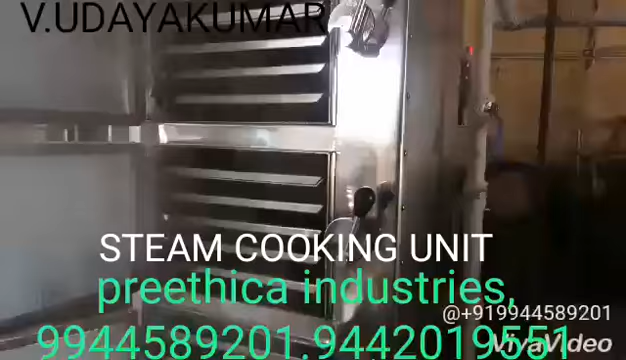 V.UDAYAKUMAR
STEAM COOKING UNIT
preethica industries,
@+919944589201
9944589201.9442019551
VivaVideo